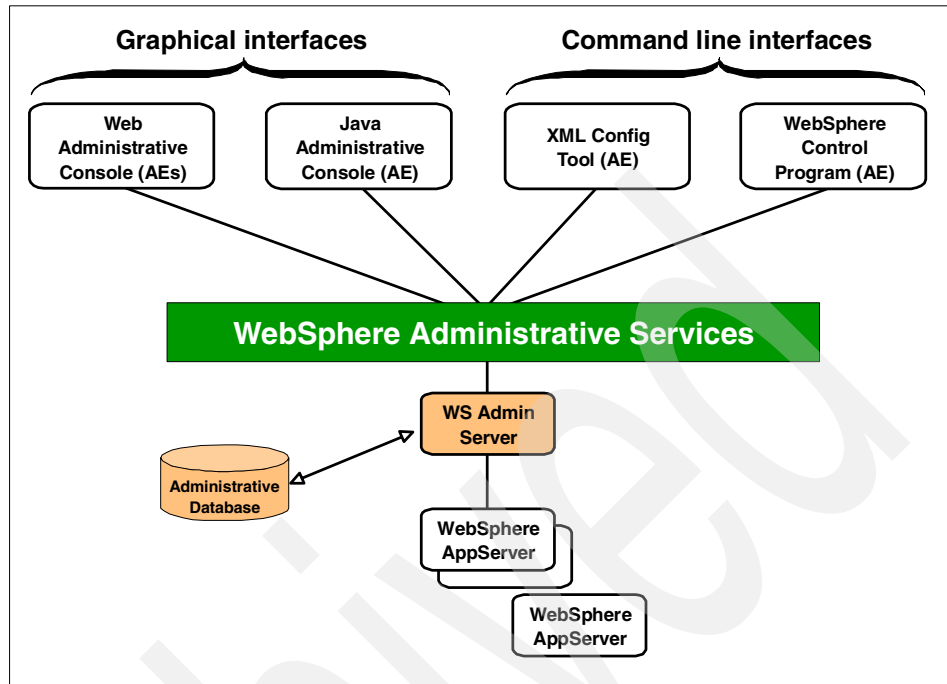 Graphical interfaces
Command line interfaces
Web
Administrative
Console (AEs)
Java
Administrative
Console (AE)
XML Config
Tool (AE)
WebSphere
Control
Program (AE)
WebSphere Administrative Services
WS Admin
Server
Administrative
Database
WebSphere
AppServer
WebSphere
AppServer
hived